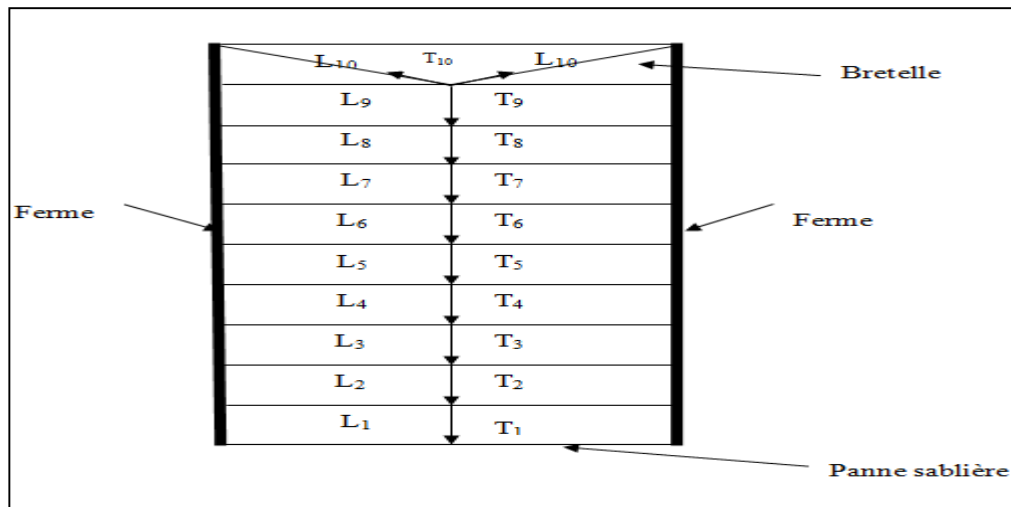 L₁₀ T₁₀ L₁₀
Bretelle
L₉ T₉
L₈ T₈
L₇ T₇
Ferme L₆ T₆ Ferme
L₅ T₅
L₄ T₄
L₃ T₃
L₂ T₂
L₁ T₁
Panne sablière